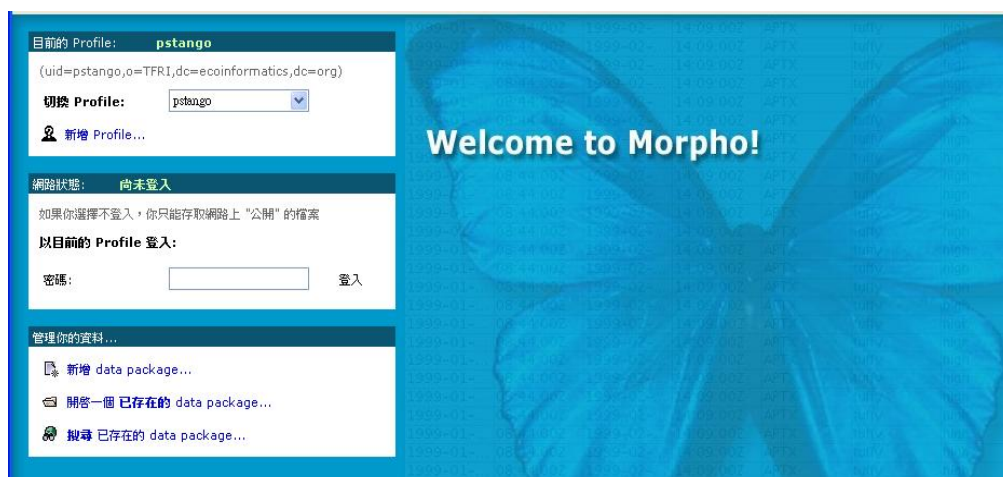 目前的 Profile: pstango
(uid=pstango,o=TFRI,dc=ecoinformatics,dc=org)
切換 Profile: pstango
新增 Profile...
網路狀態: 尚未登入
如果你選擇不登入，你只能存取網路上 "公開" 的檔案
以目前的 Profile 登入:
密碼: 登入
管理你的資料...
新增 data package...
開啓一個 已存在的 data package...
搜尋 已存在的 data package...
Welcome to Morpho!